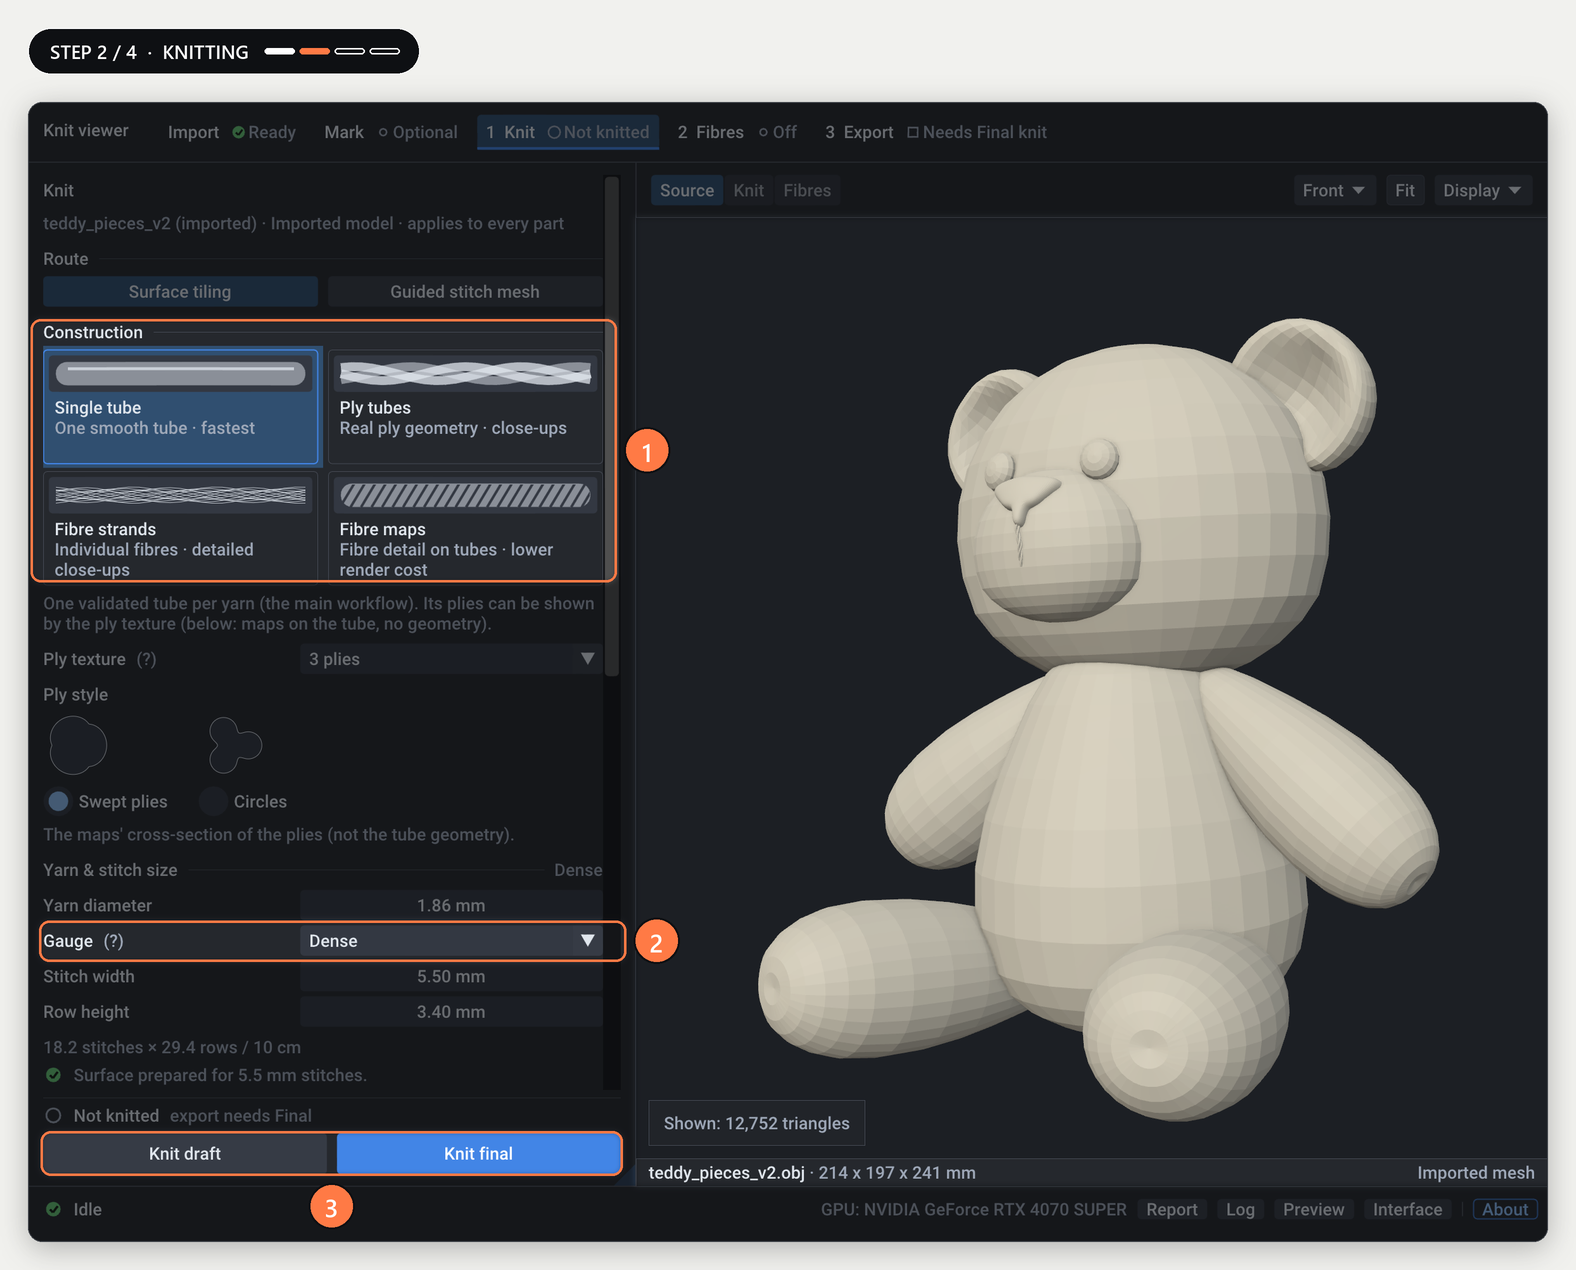 STEP 2 / 4 · KNITTING
Knit viewer
Import Ready
Mark Optional
1 Knit Not knitted
2 Fibres Off
3 Export Needs Final knit
Knit
teddy_pieces_v2 (imported) · Imported model · applies to every part
Route
Surface tiling
Guided stitch mesh
Construction
Single tube
One smooth tube · fastest
Ply tubes
Real ply geometry · close-ups
Fibre strands
Individual fibres · detailed
close-ups
Fibre maps
Fibre detail on tubes · lower
render cost
1
One validated tube per yarn (the main workflow). Its plies can be shown
by the ply texture (below: maps on the tube, no geometry).
Ply texture (?) 3 plies
Ply style
Swept plies
Circles
The maps' cross-section of the plies (not the tube geometry).
Yarn & stitch size Dense
Yarn diameter 1.86 mm
Gauge (?) Dense
2
Stitch width 5.50 mm
Row height 3.40 mm
18.2 stitches × 29.4 rows / 10 cm
Surface prepared for 5.5 mm stitches.
Not knitted export needs Final
Knit draft
Knit final
3
Source Knit Fibres
Front Fit Display
Shown: 12,752 triangles
teddy_pieces_v2.obj · 214 x 197 x 241 mm
Imported mesh
Idle
GPU: NVIDIA GeForce RTX 4070 SUPER
Report
Log
Preview
Interface
About